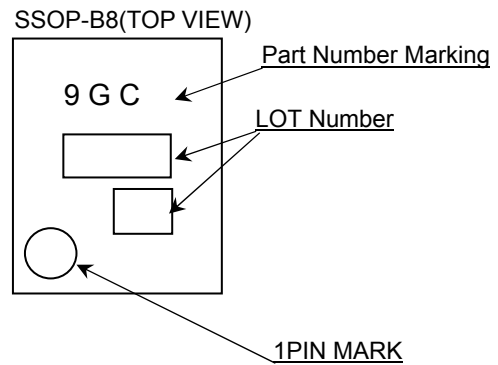 SSOP-B8(TOP VIEW)
Part Number Marking
9 G C
LOT Number
1PIN MARK